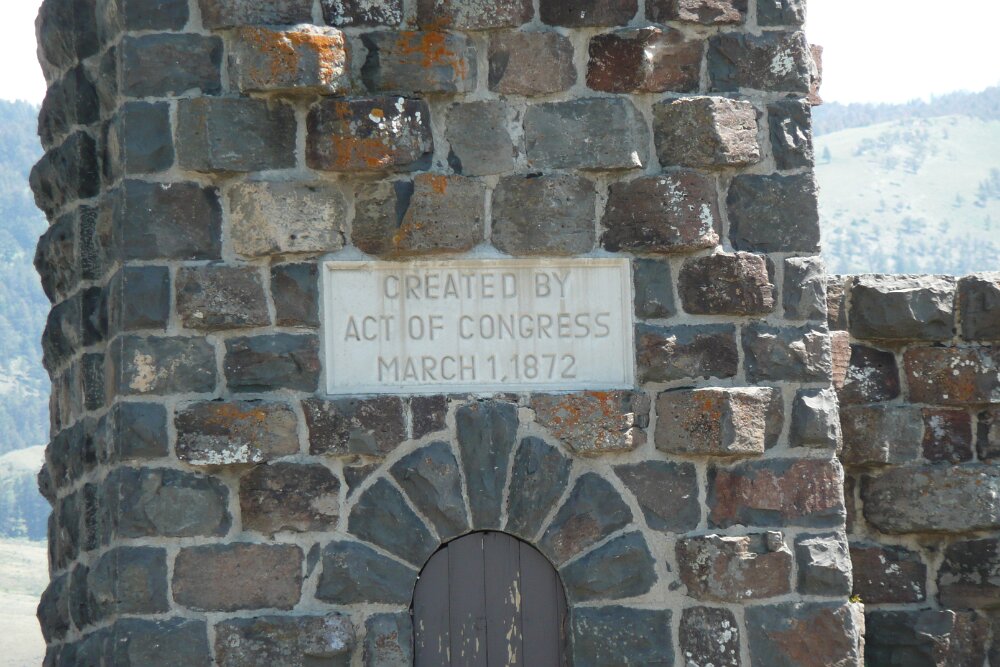 CREATED BY
ACT OF CONGRESS
MARCH 1, 1872